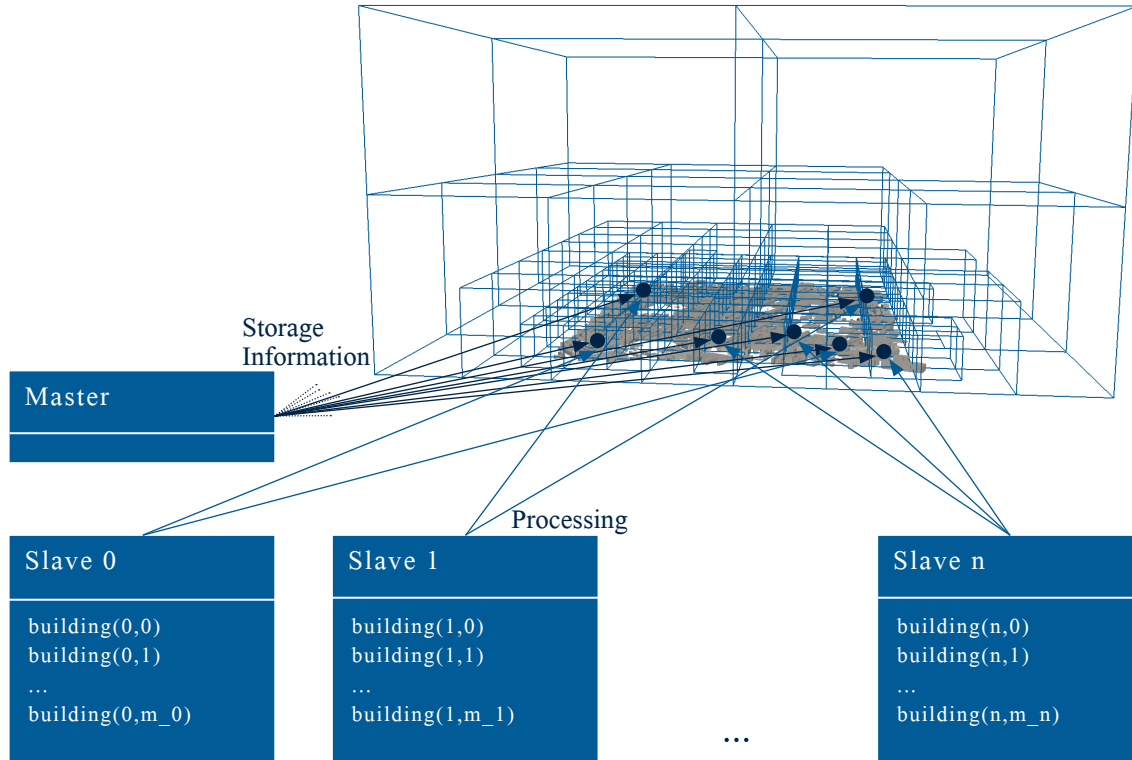 Storage
Information
Master
Processing
Slave 0
building(0,0)
building(0,1)
...
building(0,m_0)
Slave 1
building(1,0)
building(1,1)
...
building(1,m_1)
...
Slave n
building(n,0)
building(n,1)
...
building(n,m_n)